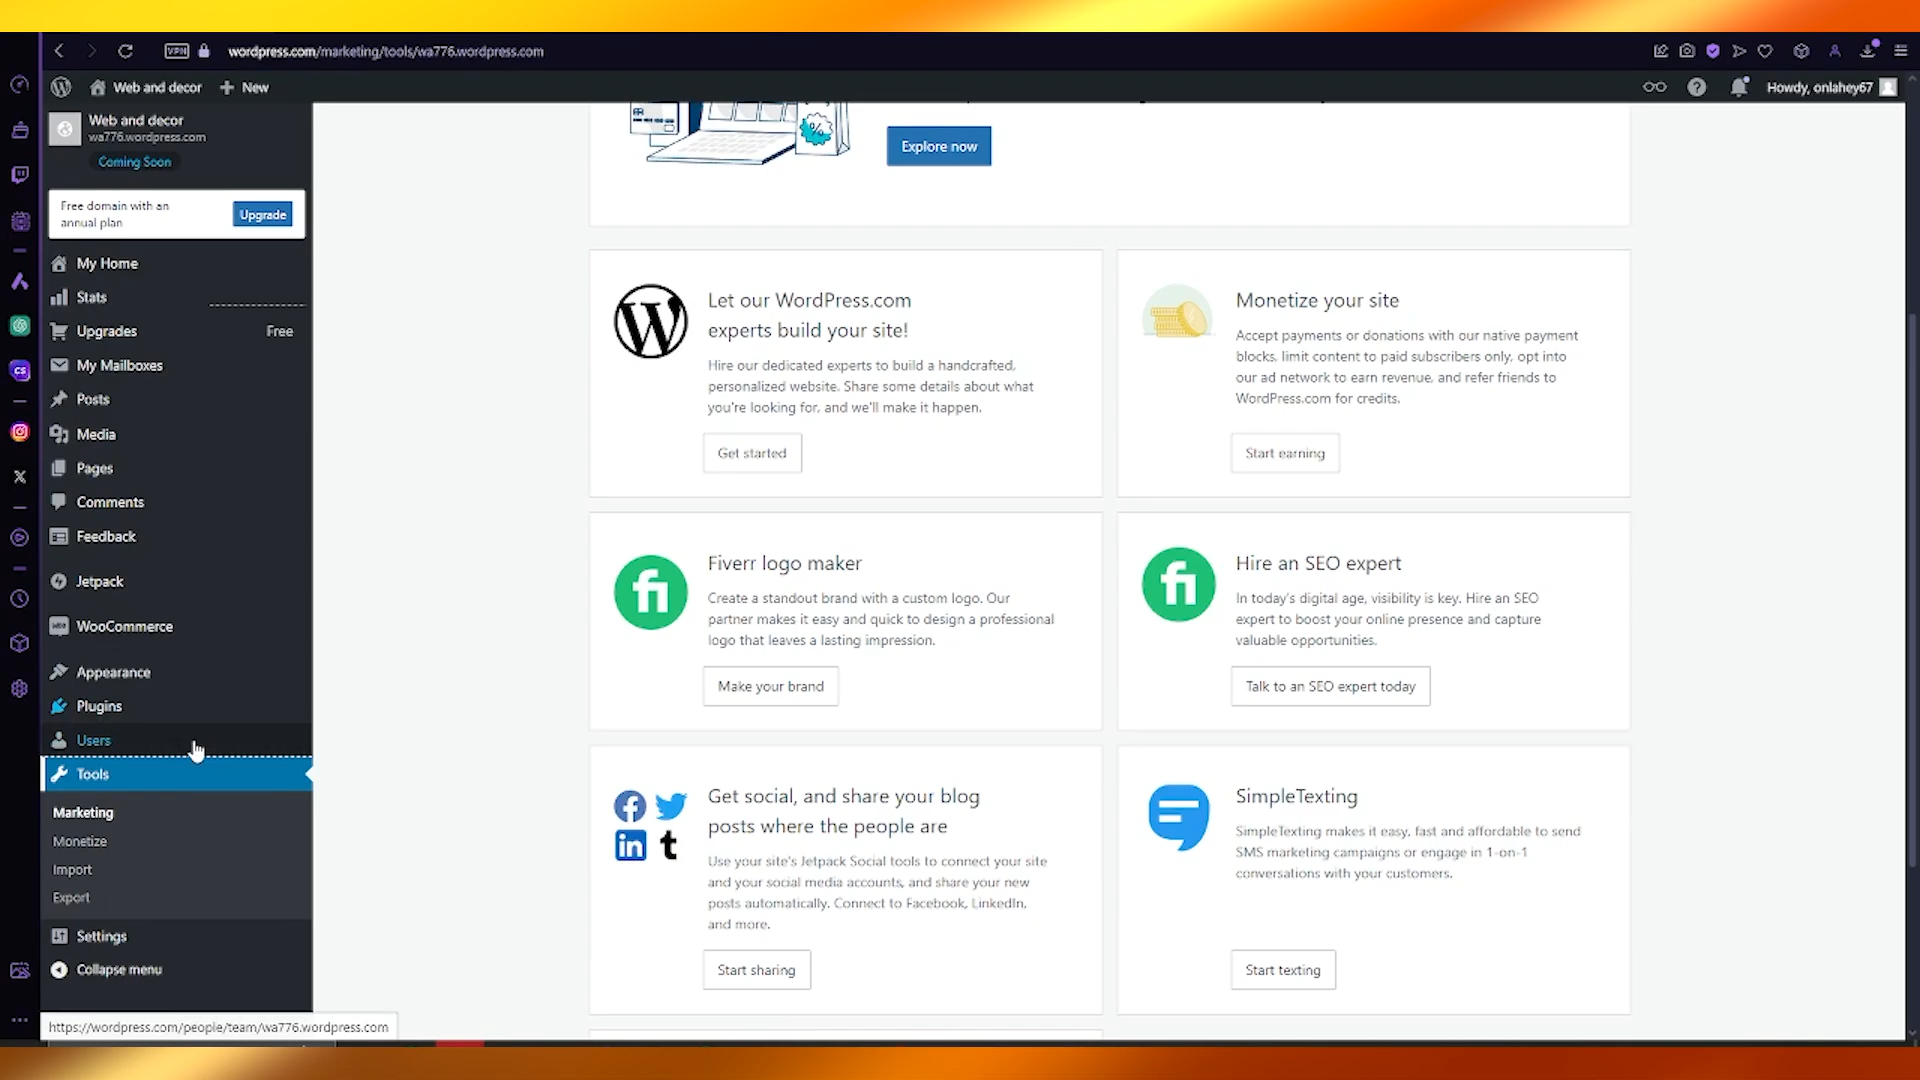 VPN wordpress.com/marketing/tools/wa776.wordpress.com
Web and decor + New
Howdy, onlahey67
Web and decor
wa776.wordpress.com
Coming Soon
Free domain with an
annual plan
Upgrade
My Home
Stats
Upgrades Free
My Mailboxes
Posts
Media
Pages
Comments
Feedback
Jetpack
WooCommerce
Appearance
Plugins
Users
Tools
Marketing
Monetize
Import
Export
Settings
Collapse menu
https://wordpress.com/people/team/wa776.wordpress.com
Explore now
Let our WordPress.com
experts build your site!
Hire our dedicated experts to build a handcrafted,
personalized website. Share some details about what
you're looking for, and we'll make it happen.
Get started
Monetize your site
Accept payments or donations with our native payment
blocks, limit content to paid subscribers only, opt into
our ad network to earn revenue, and refer friends to
WordPress.com for credits.
Start earning
fi
Fiverr logo maker
Create a standout brand with a custom logo. Our
partner makes it easy and quick to design a professional
logo that leaves a lasting impression.
Make your brand
fi
Hire an SEO expert
In today's digital age, visibility is key. Hire an SEO
expert to boost your online presence and capture
valuable opportunities.
Talk to an SEO expert today
Get social, and share your blog
posts where the people are
Use your site's Jetpack Social tools to connect your site
and your social media accounts, and share your new
posts automatically. Connect to Facebook, LinkedIn,
and more.
Start sharing
SimpleTexting
SimpleTexting makes it easy, fast and affordable to send
SMS marketing campaigns or engage in 1-on-1
conversations with your customers.
Start texting